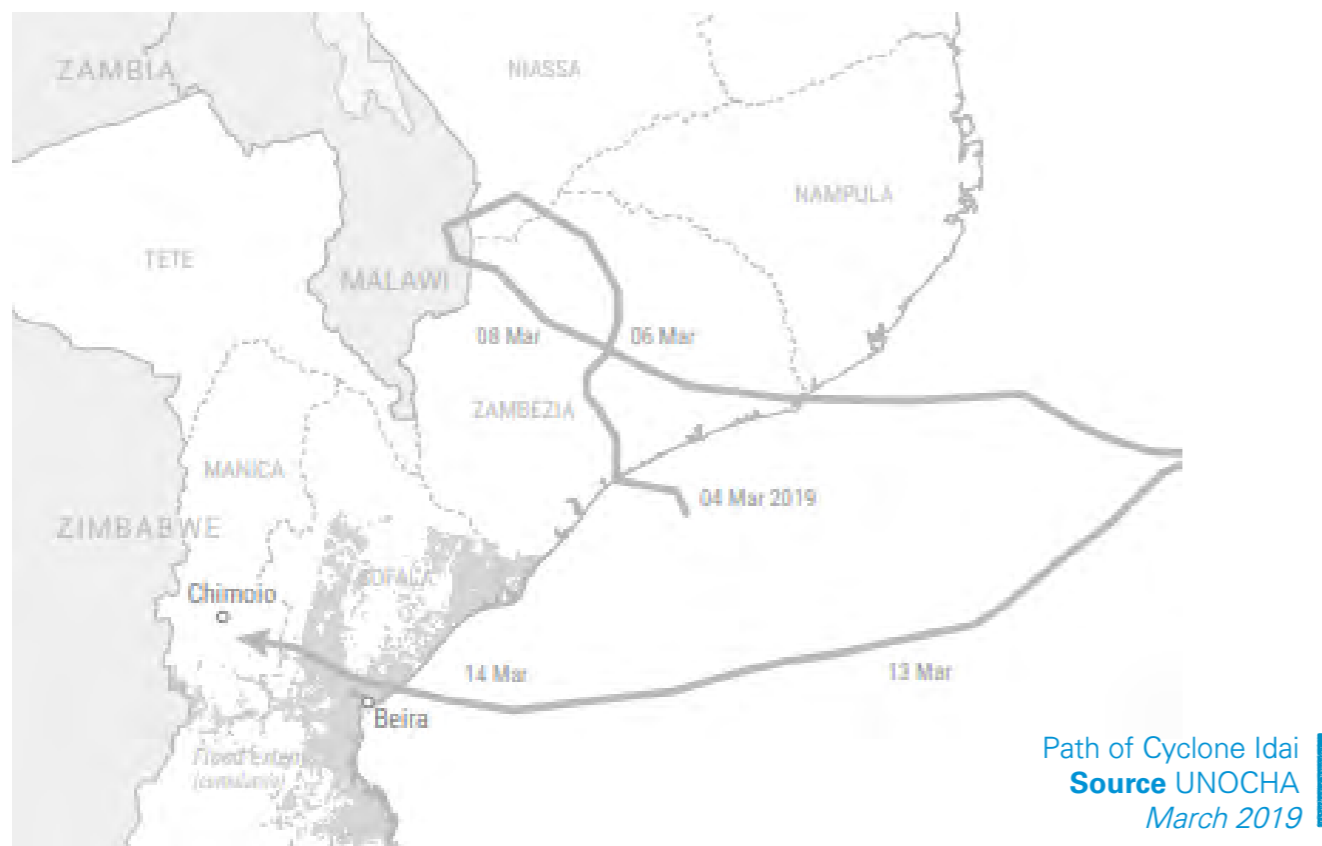 ZAMBIA
NIASSA
NAMPULA
TETE
MALAWI
08 Mar
06 Mar
ZAMBEZIA
MANICA
04 Mar 2019
ZIMBABWE
SOFALA
Chimoio
14 Mar
13 Mar
Beira
Flood Extent
(cumulative)
Path of Cyclone Idai
Source UNOCHA
March 2019